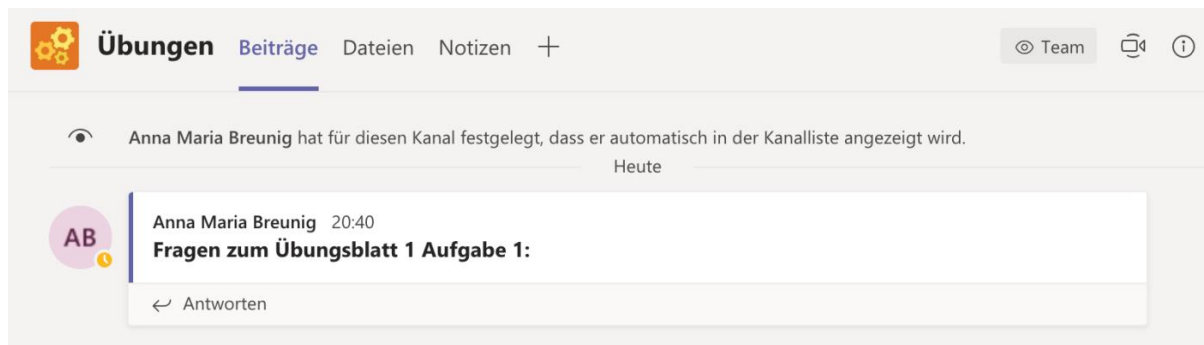 Übungen Beiträge Dateien Notizen + Team
Anna Maria Breunig hat für diesen Kanal festgelegt, dass er automatisch in der Kanalliste angezeigt wird.
Heute
AB
Anna Maria Breunig 20:40
Fragen zum Übungsblatt 1 Aufgabe 1:
Antworten